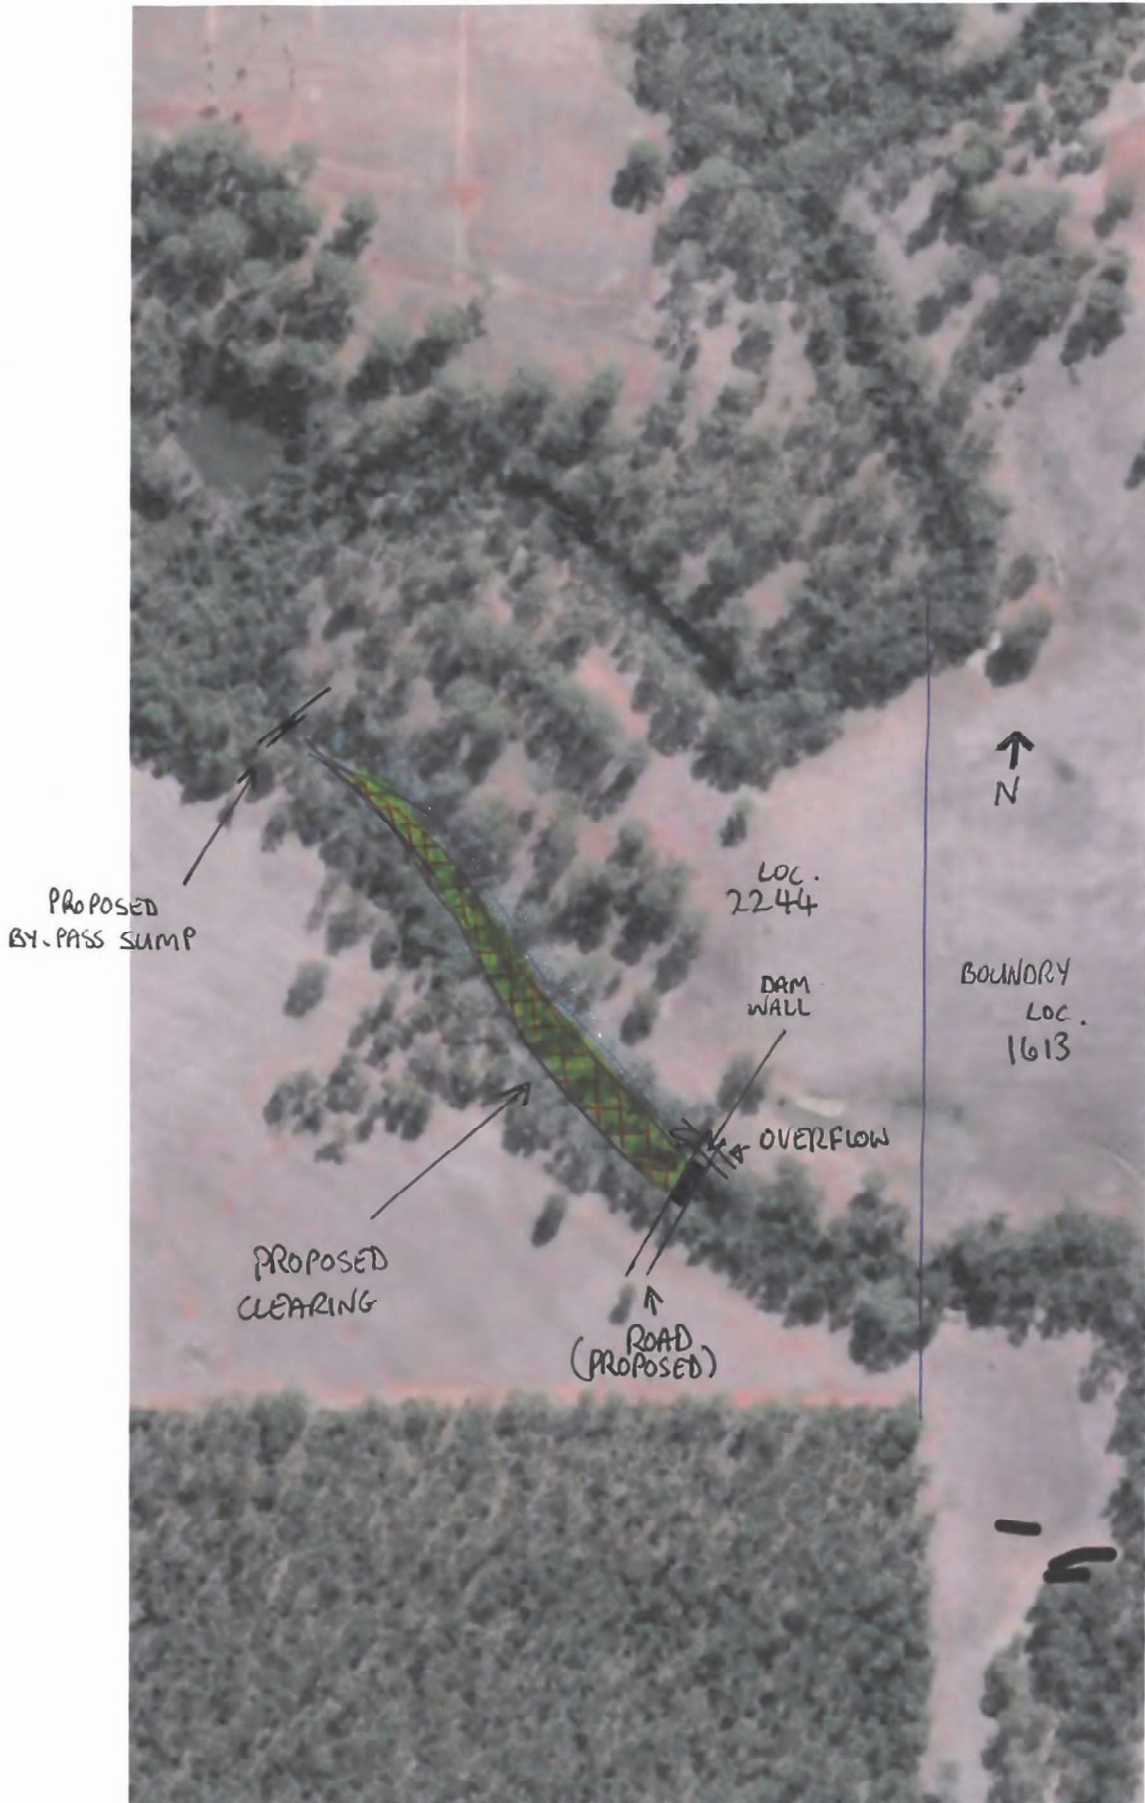 N
LOC.
2244
PROPOSED
BY-PASS SUMP
BOUNDRY
LOC.
1613
DAM
WALL
OVERFLOW
PROPOSED
CLEARING
ROAD
(PROPOSED)